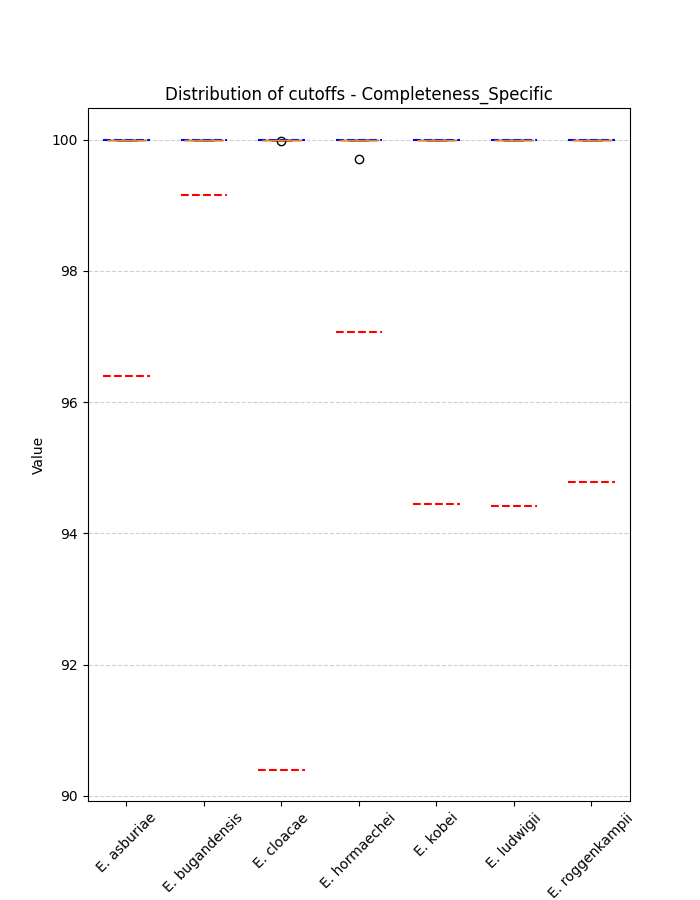 Distribution of cutoffs - Completeness_Specific
100
98
96
94
92
90
Value
E. asburiae
E. bugandensis
E. cloacae
E. hormaechei
E. kobei
E. ludwigii
E. roggenkampii